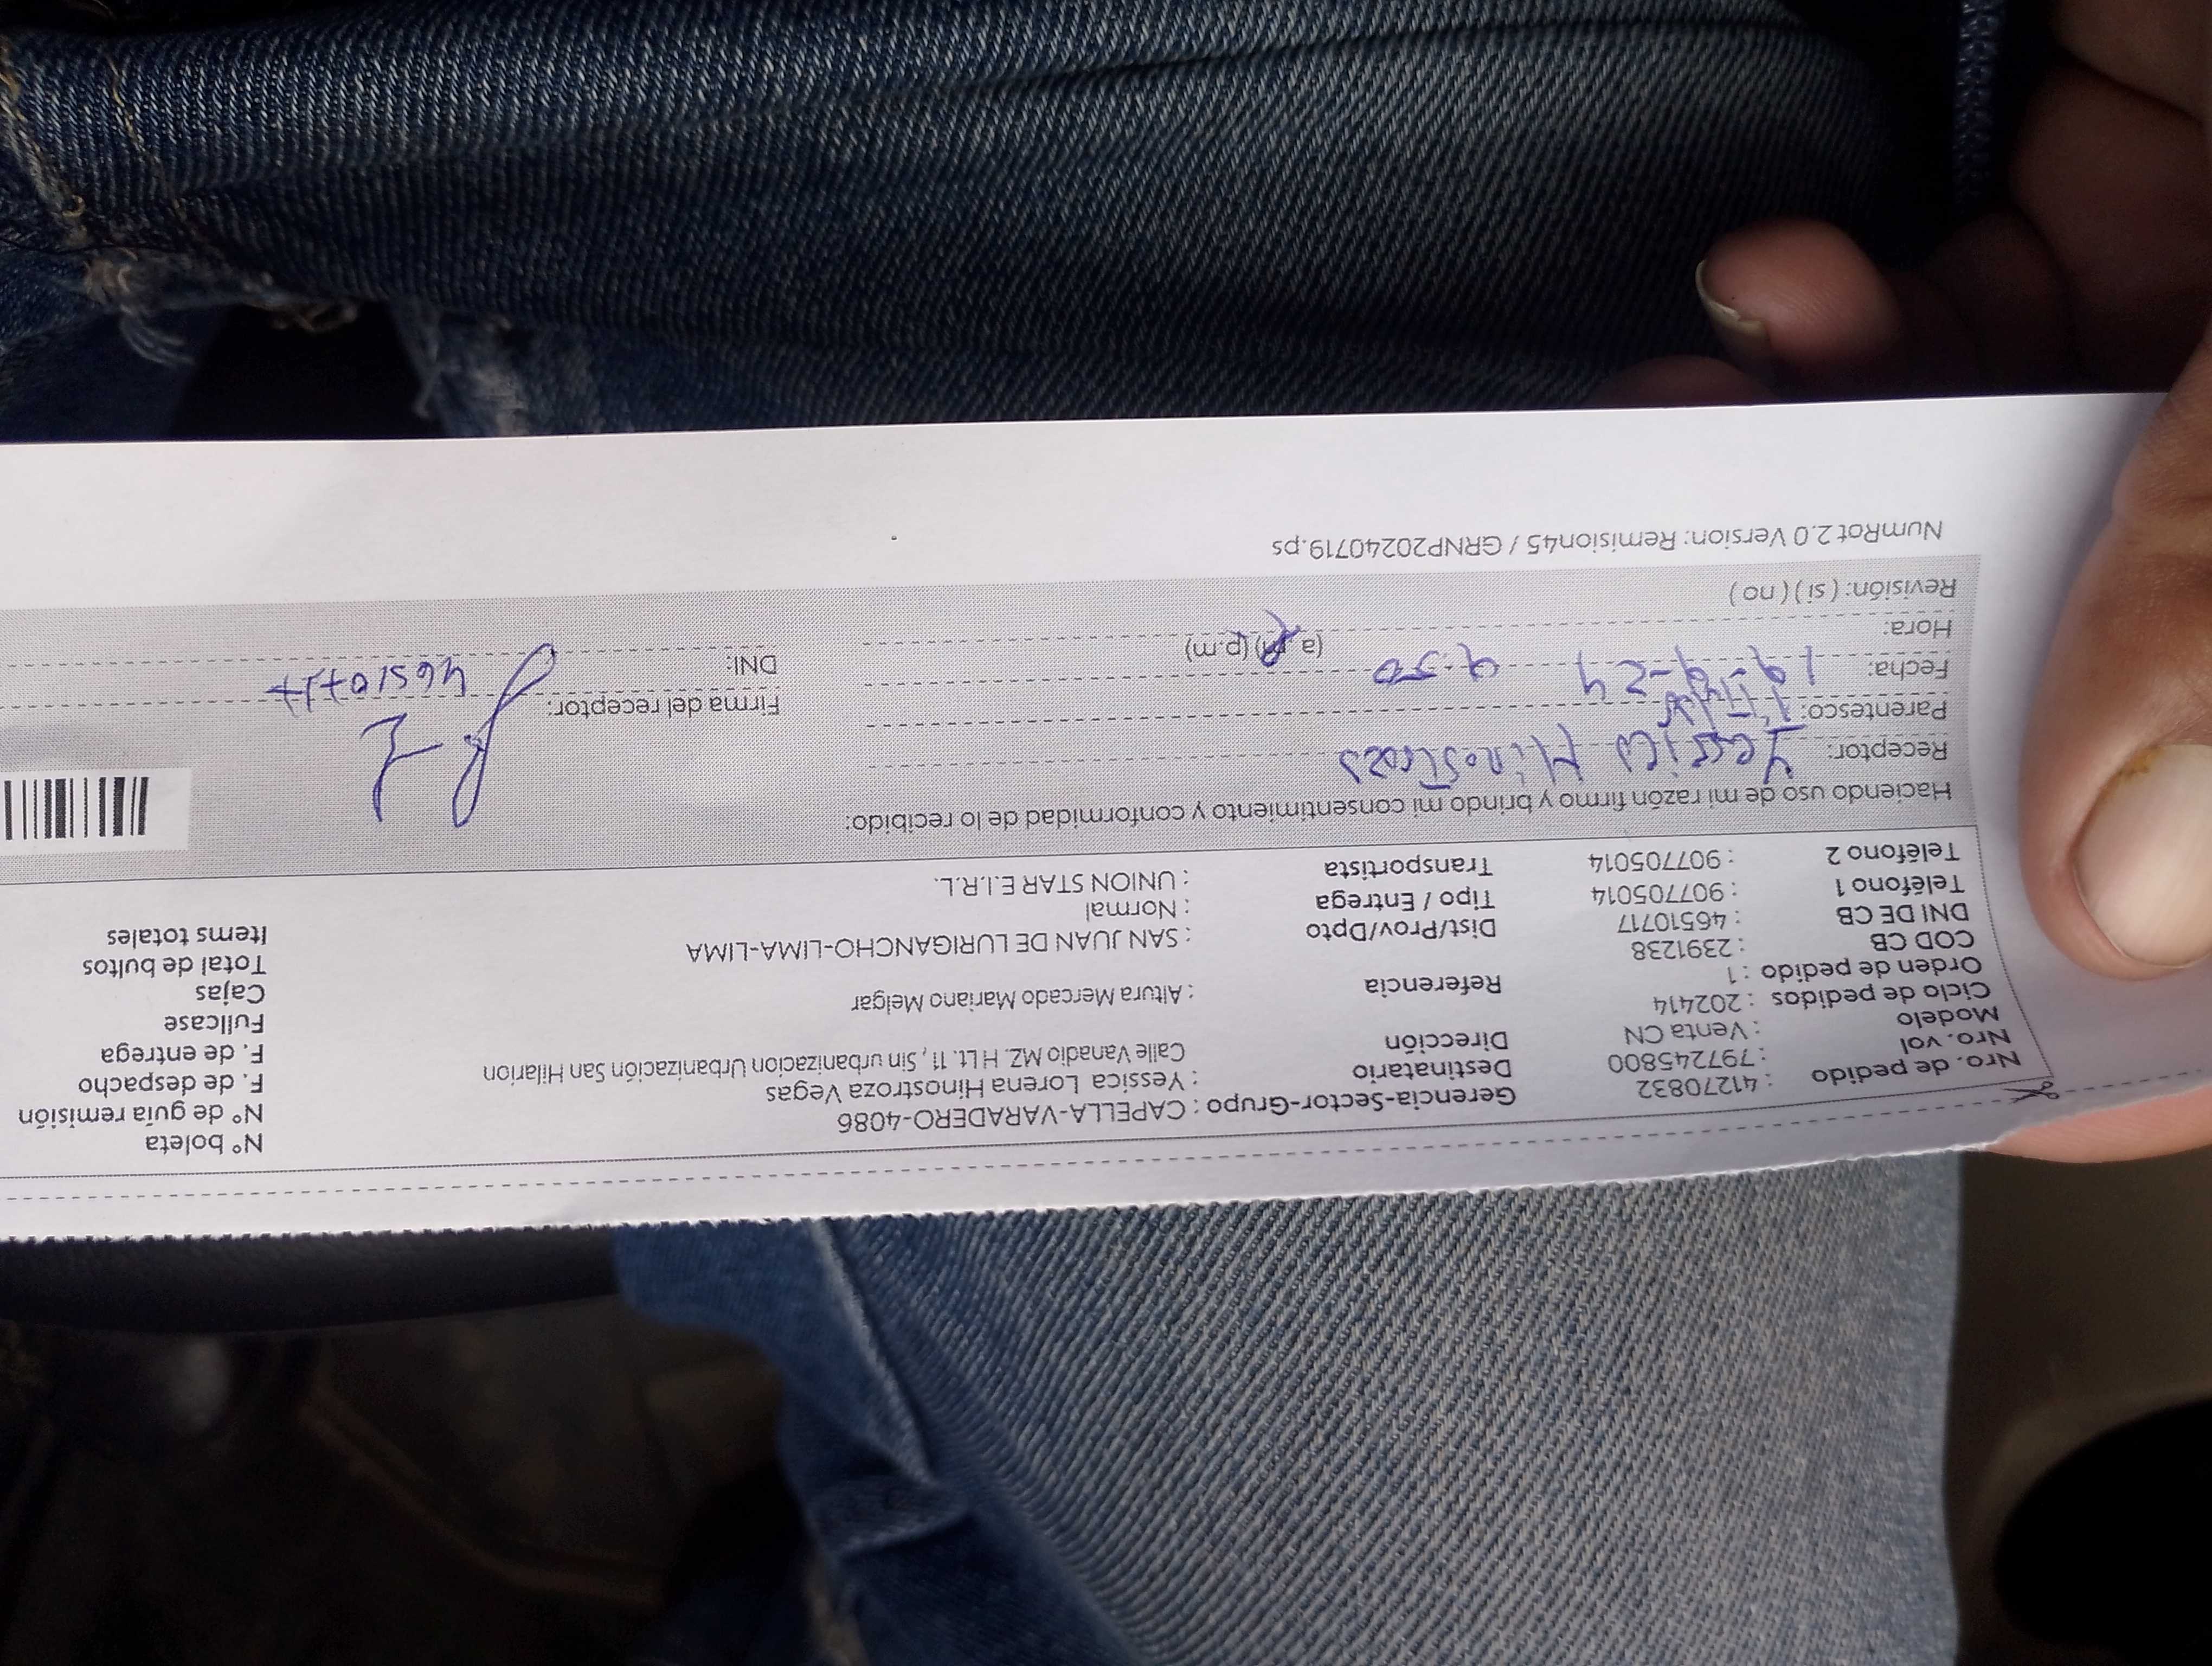 Nro. de pedido : 41270832 Gerencia-Sector-Grupo : CAPELLA-VARADERO-4086 N° boleta
Nro. vol : 797245800 Destinatario : Yessica Lorena Hinostroza Vegas N° de guía remisión
Modelo : Venta CN Dirección Calle Vanadio MZ. H Lt. 11 , Sin urbanizacion Urbanización San Hilarion F. de despacho
Ciclo de pedidos : 202414 F. de entrega
Orden de pedido : 1 Referencia : Altura Mercado Mariano Melgar Fullcase
COD CB : 2391238 Cajas
DNI DE CB : 46510717 Dist/Prov/Dpto : SAN JUAN DE LURIGANCHO-LIMA-LIMA Total de bultos
Teléfono 1 : 907705014 Tipo / Entrega : Normal Items totales
Teléfono 2 : 907705014 Transportista : UNION STAR E.I.R.L.
Haciendo uso de mi razón firmo y brindo mi consentimiento y conformidad de lo recibido:
Receptor: Yessica Hinostroza
Parentesco: Titular Firma del receptor:
Fecha: 19-9-24 9:50 DNI: 46510717
Hora: (a.m) (p.m)
Revisión: ( si ) ( no )
NumRot 2.0 Version: Remision45 / GRNP20240719.ps